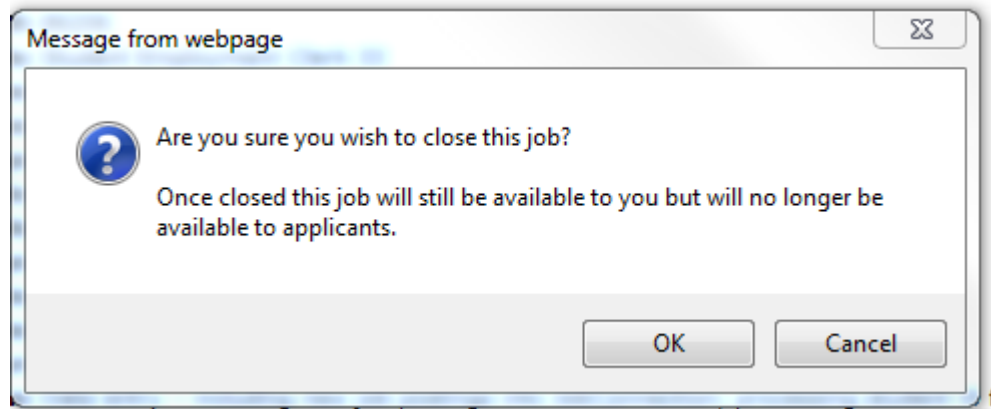 Message from webpage
Are you sure you wish to close this job?
Once closed this job will still be available to you but will no longer be
available to applicants.
OK
Cancel